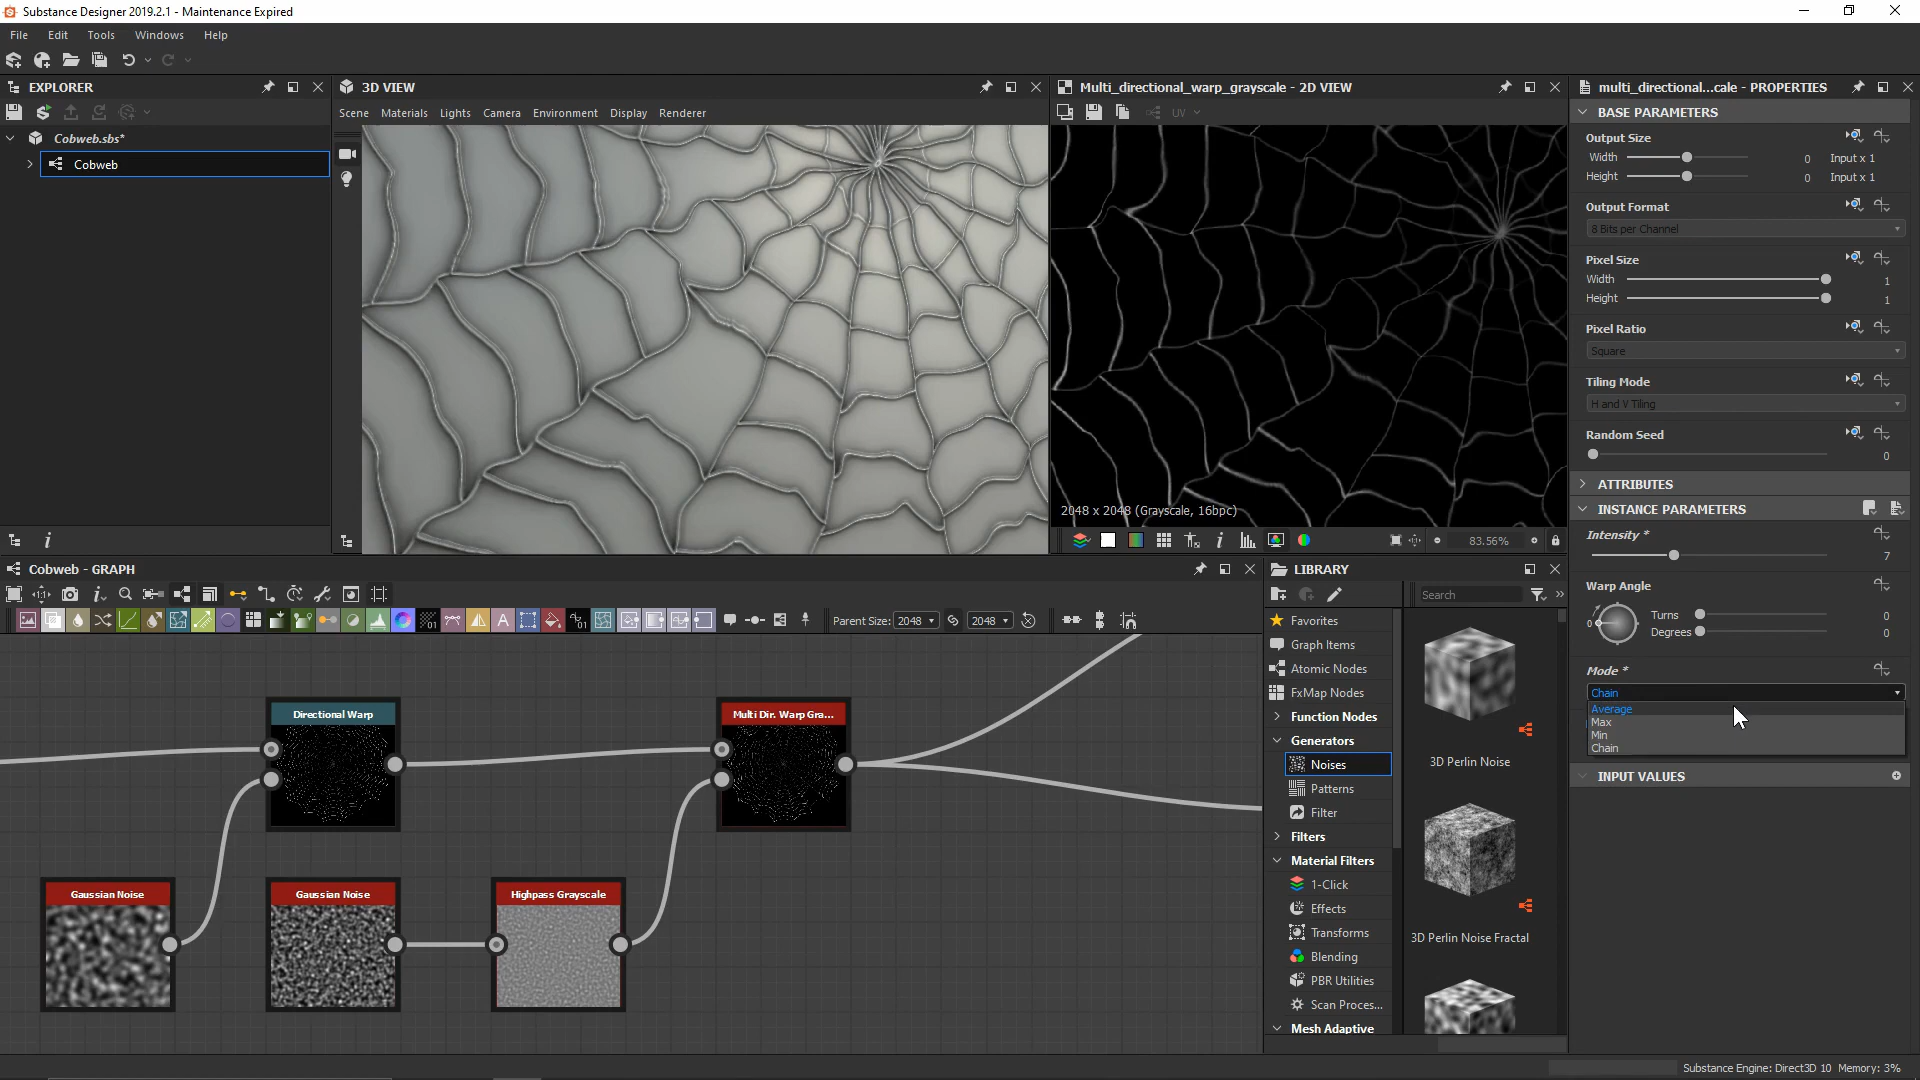 Substance Designer 2019.2.1 - Maintenance Expired
File Edit Tools Windows Help
EXPLORER
Cobweb.sbs*
Cobweb
3D VIEW
Scene Materials Lights Camera Environment Display Renderer
Multi_directional_warp_grayscale - 2D VIEW
UV
2048 x 2048 (Grayscale, 16bpc)
83.56%
multi_directional...cale - PROPERTIES
BASE PARAMETERS
Output Size
Width 0 Input x 1
Height 0 Input x 1
Output Format
8 Bits per Channel
Pixel Size
Width 1
Height 1
Pixel Ratio
Square
Tiling Mode
H and V Tiling
Random Seed
0
ATTRIBUTES
INSTANCE PARAMETERS
Intensity *
7
Warp Angle
0 Turns 0
Degrees 0
Mode *
Chain
Average
Max
Min
Chain
INPUT VALUES
Cobweb - GRAPH
Parent Size: 2048 2048
Directional Warp
Multi Dir. Warp Gra...
Gaussian Noise
Gaussian Noise
Highpass Grayscale
LIBRARY
Search
Favorites
Graph Items
Atomic Nodes
FxMap Nodes
Function Nodes
Generators
Noises
Patterns
Filter
Filters
Material Filters
1-Click
Effects
Transforms
Blending
PBR Utilities
Scan Proces...
Mesh Adaptive
3D Perlin Noise
3D Perlin Noise Fractal
Substance Engine: Direct3D 10 Memory: 3%